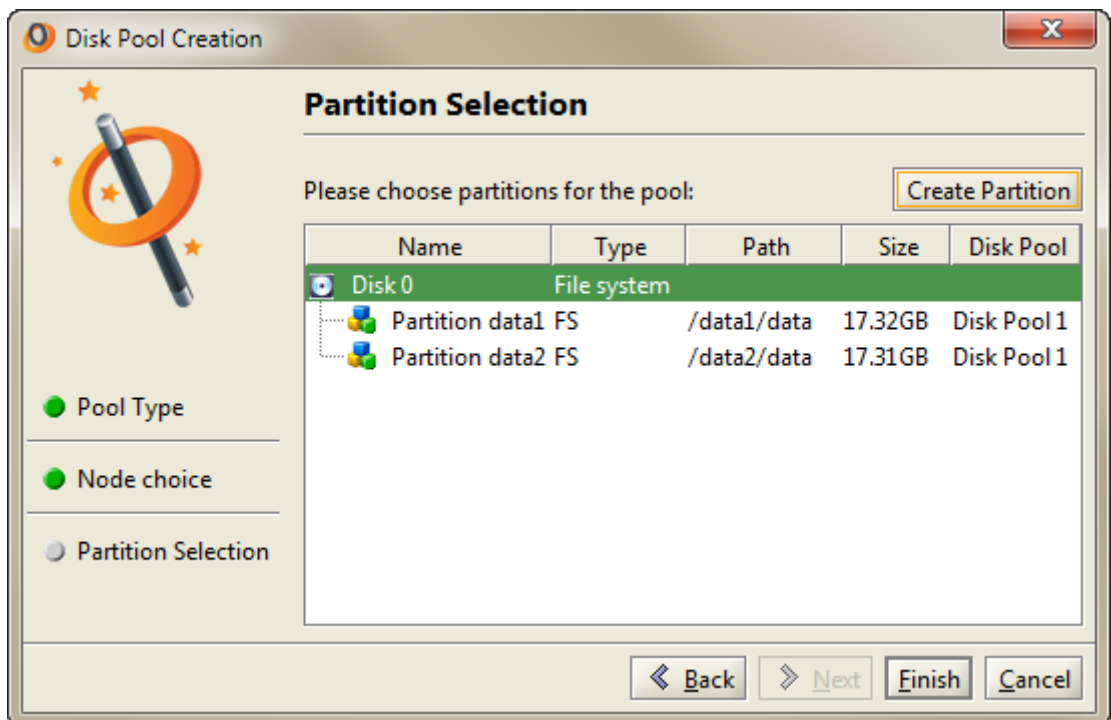 Disk Pool Creation
Partition Selection
Please choose partitions for the pool:
Create Partition
Name Type Path Size Disk Pool
Disk 0 File system
Partition data1 FS /data1/data 17.32GB Disk Pool 1
Partition data2 FS /data2/data 17.31GB Disk Pool 1
Pool Type
Node choice
Partition Selection
Back Next Finish Cancel